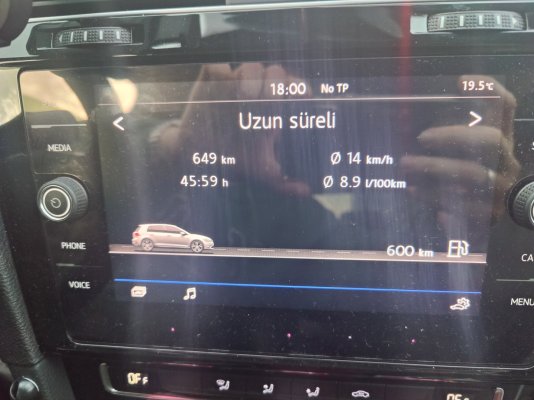 18:00 No TP 19.5°C
< Uzun süreli >
MEDIA
649 km Ø 14 km/h
45:59 h Ø 8.9 l/100km
PHONE
600 km
VOICE
MENU